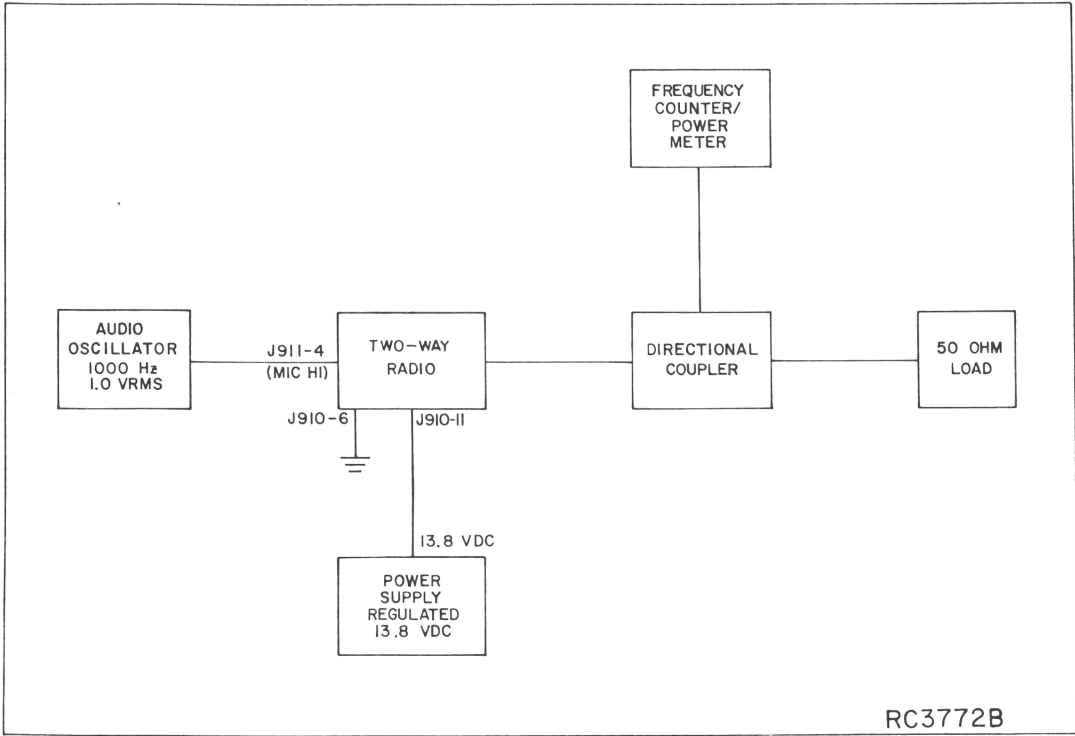 FREQUENCY
COUNTER/
POWER
METER
AUDIO
OSCILLATOR
1000 Hz
1.0 VRMS
J911-4
(MIC HI)
TWO-WAY
RADIO
DIRECTIONAL
COUPLER
50 OHM
LOAD
J910-6
J910-11
13.8 VDC
POWER
SUPPLY
REGULATED
13.8 VDC
RC3772B